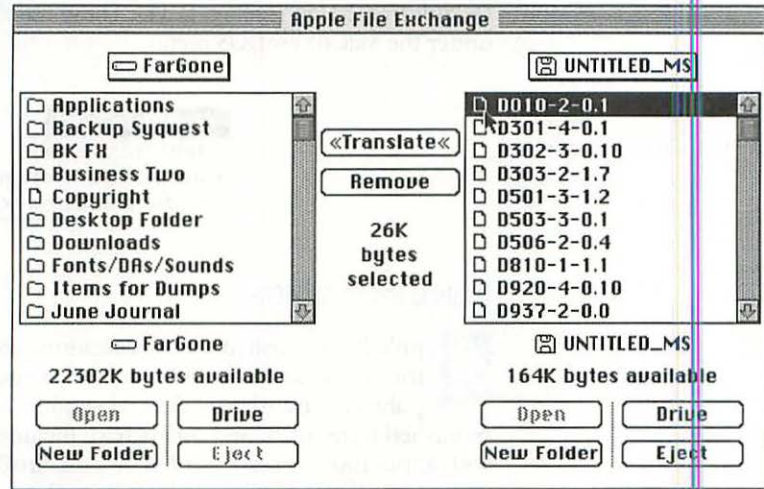 Apple File Exchange
FarGone
Applications
Backup Syquest
BK FX
Business Two
Copyright
Desktop Folder
Downloads
Fonts/DAs/Sounds
Items for Dumps
June Journal
FarGone
22302K bytes available
Open
Drive
New Folder
Eject
«Translate«
Remove
26K
bytes
selected
UNTITLED_MS
D010-2-0.1
D301-4-0.1
D302-3-0.10
D303-2-1.7
D501-3-1.2
D503-3-0.1
D506-2-0.4
D810-1-1.1
D920-4-0.10
D937-2-0.0
UNTITLED_MS
164K bytes available
Open
Drive
New Folder
Eject